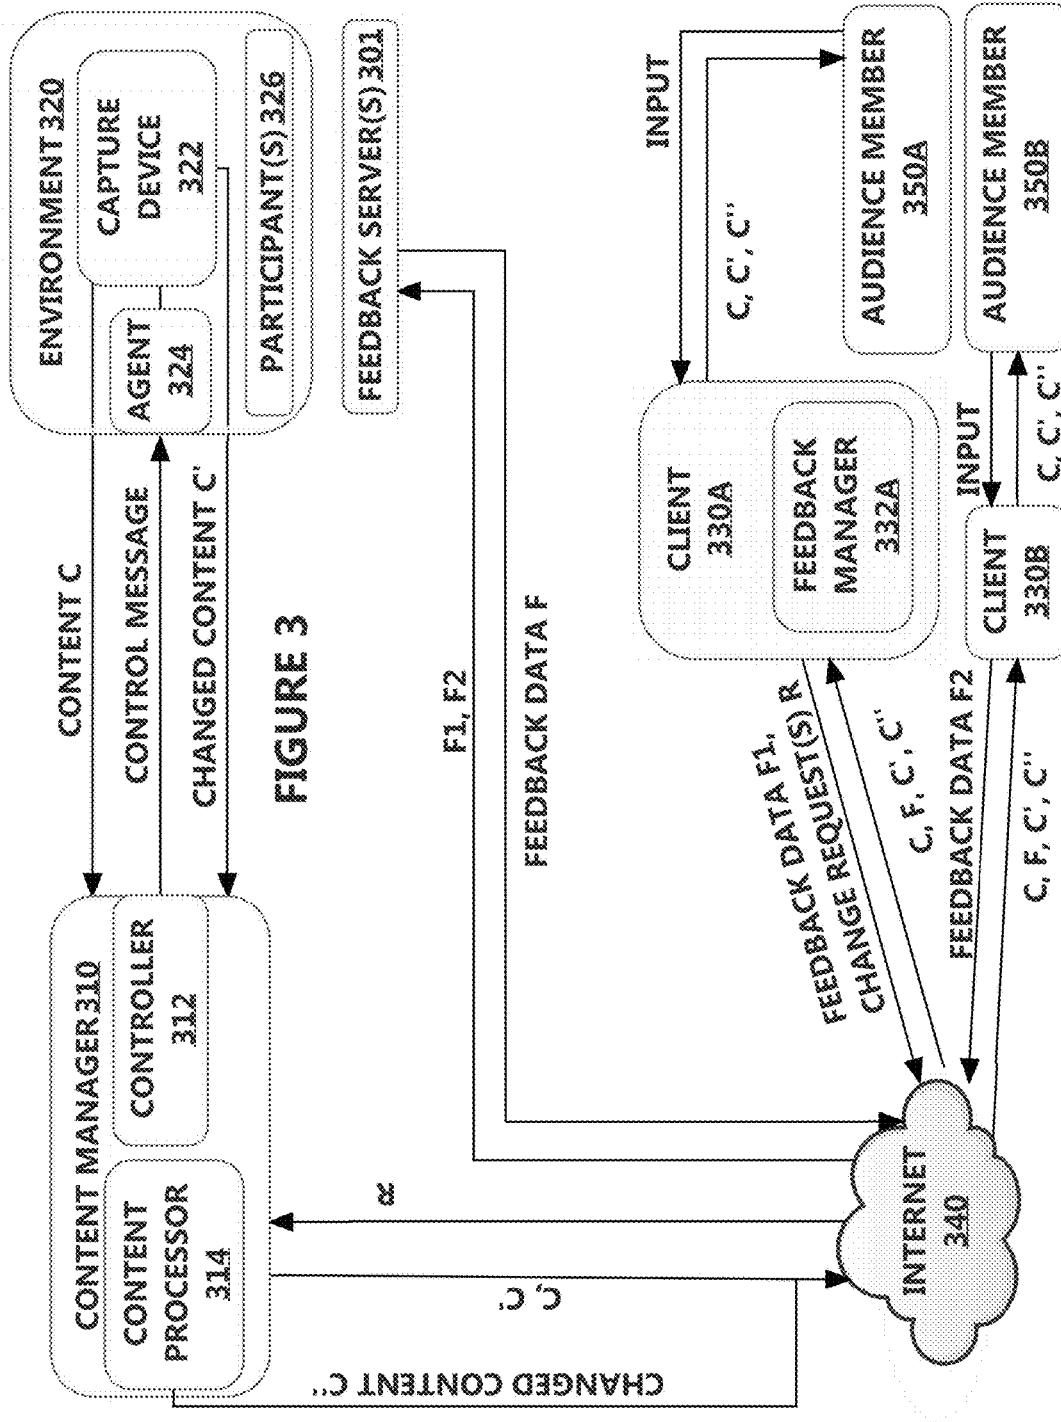 CONTENT MANAGER 310
CONTENT
PROCESSOR
314
CONTROLLER
312
CONTENT C
CONTROL MESSAGE
CHANGED CONTENT C'
ENVIRONMENT 320
AGENT
324
CAPTURE
DEVICE
322
PARTICIPANT(S) 326
FIGURE 3
FEEDBACK SERVER(S) 301
CHANGED CONTENT C''
C, C'
R
F1, F2
FEEDBACK DATA F
INTERNET
340
FEEDBACK DATA F1,
CHANGE REQUEST(S) R
C, F, C', C''
CLIENT
330A
FEEDBACK
MANAGER
332A
INPUT
C, C', C''
AUDIENCE MEMBER
350A
FEEDBACK DATA F2
C, F, C', C''
CLIENT
330B
INPUT
C, C', C''
AUDIENCE MEMBER
350B